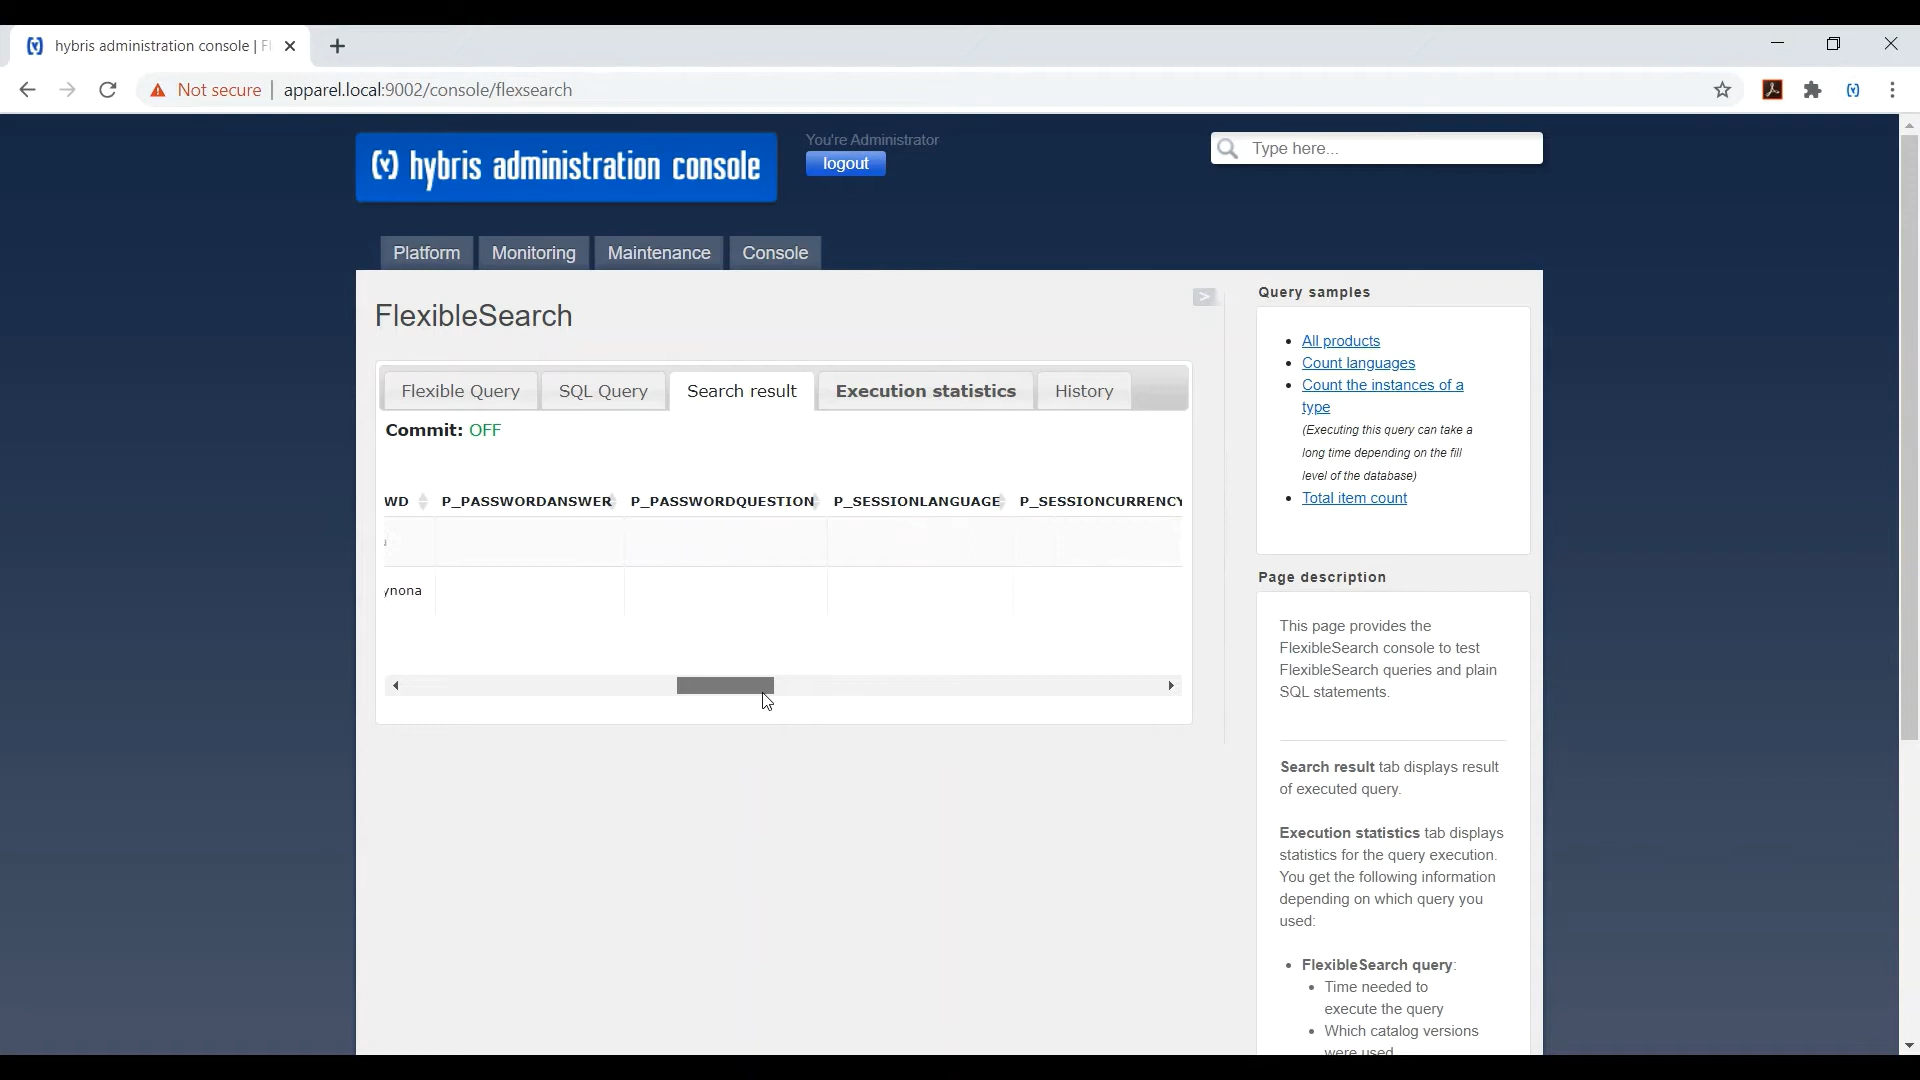 hybris administration console | Fl
Not secure | apparel.local:9002/console/flexsearch
(y) hybris administration console
You're Administrator
logout
Type here...
Platform
Monitoring
Maintenance
Console
FlexibleSearch
>
Flexible Query
SQL Query
Search result
Execution statistics
History
Commit: OFF
WD
P_PASSWORDANSWER
P_PASSWORDQUESTION
P_SESSIONLANGUAGE
P_SESSIONCURRENCY
ynona
Query samples
All products
Count languages
Count the instances of a
type
(Executing this query can take a
long time depending on the fill
level of the database)
Total item count
Page description
This page provides the
FlexibleSearch console to test
FlexibleSearch queries and plain
SQL statements.
Search result tab displays result
of executed query.
Execution statistics tab displays
statistics for the query execution.
You get the following information
depending on which query you
used:
FlexibleSearch query:
Time needed to
execute the query
Which catalog versions
were used